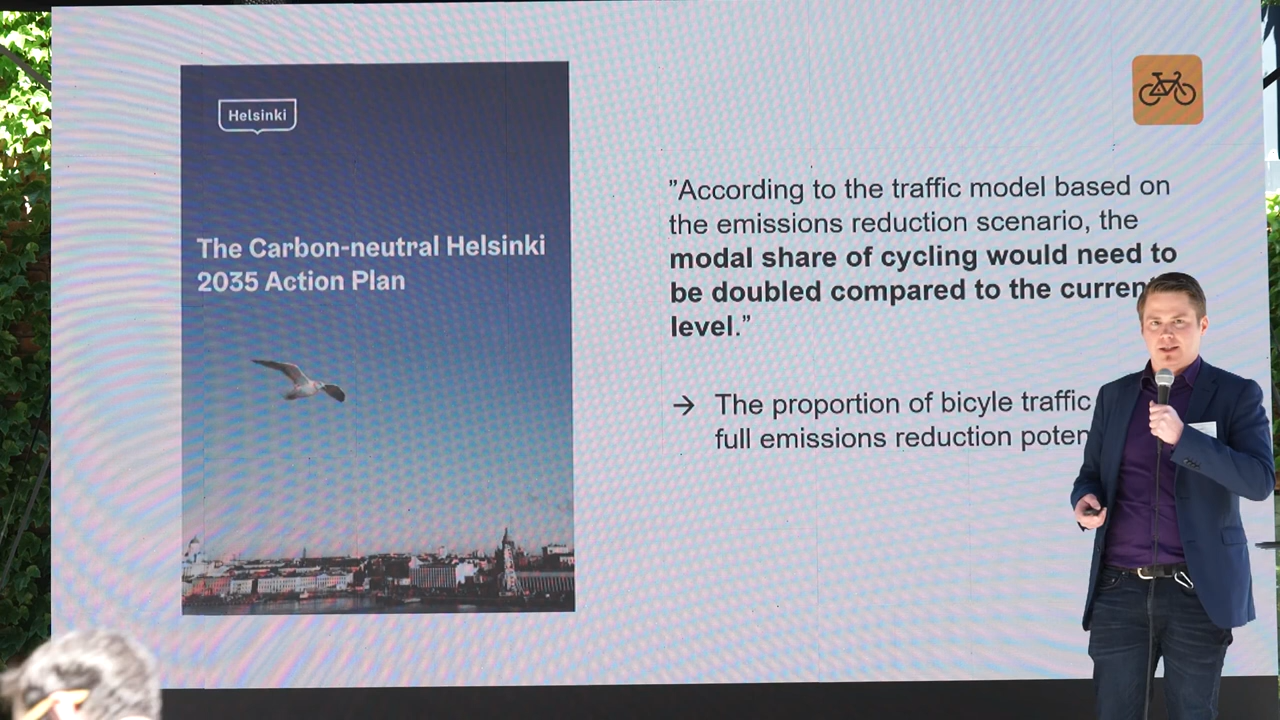 Helsinki
The Carbon-neutral Helsinki
2035 Action Plan
”According to the traffic model based on
the emissions reduction scenario, the
modal share of cycling would need to
be doubled compared to the current
level.”
→ The proportion of bicyle traffic
full emissions reduction